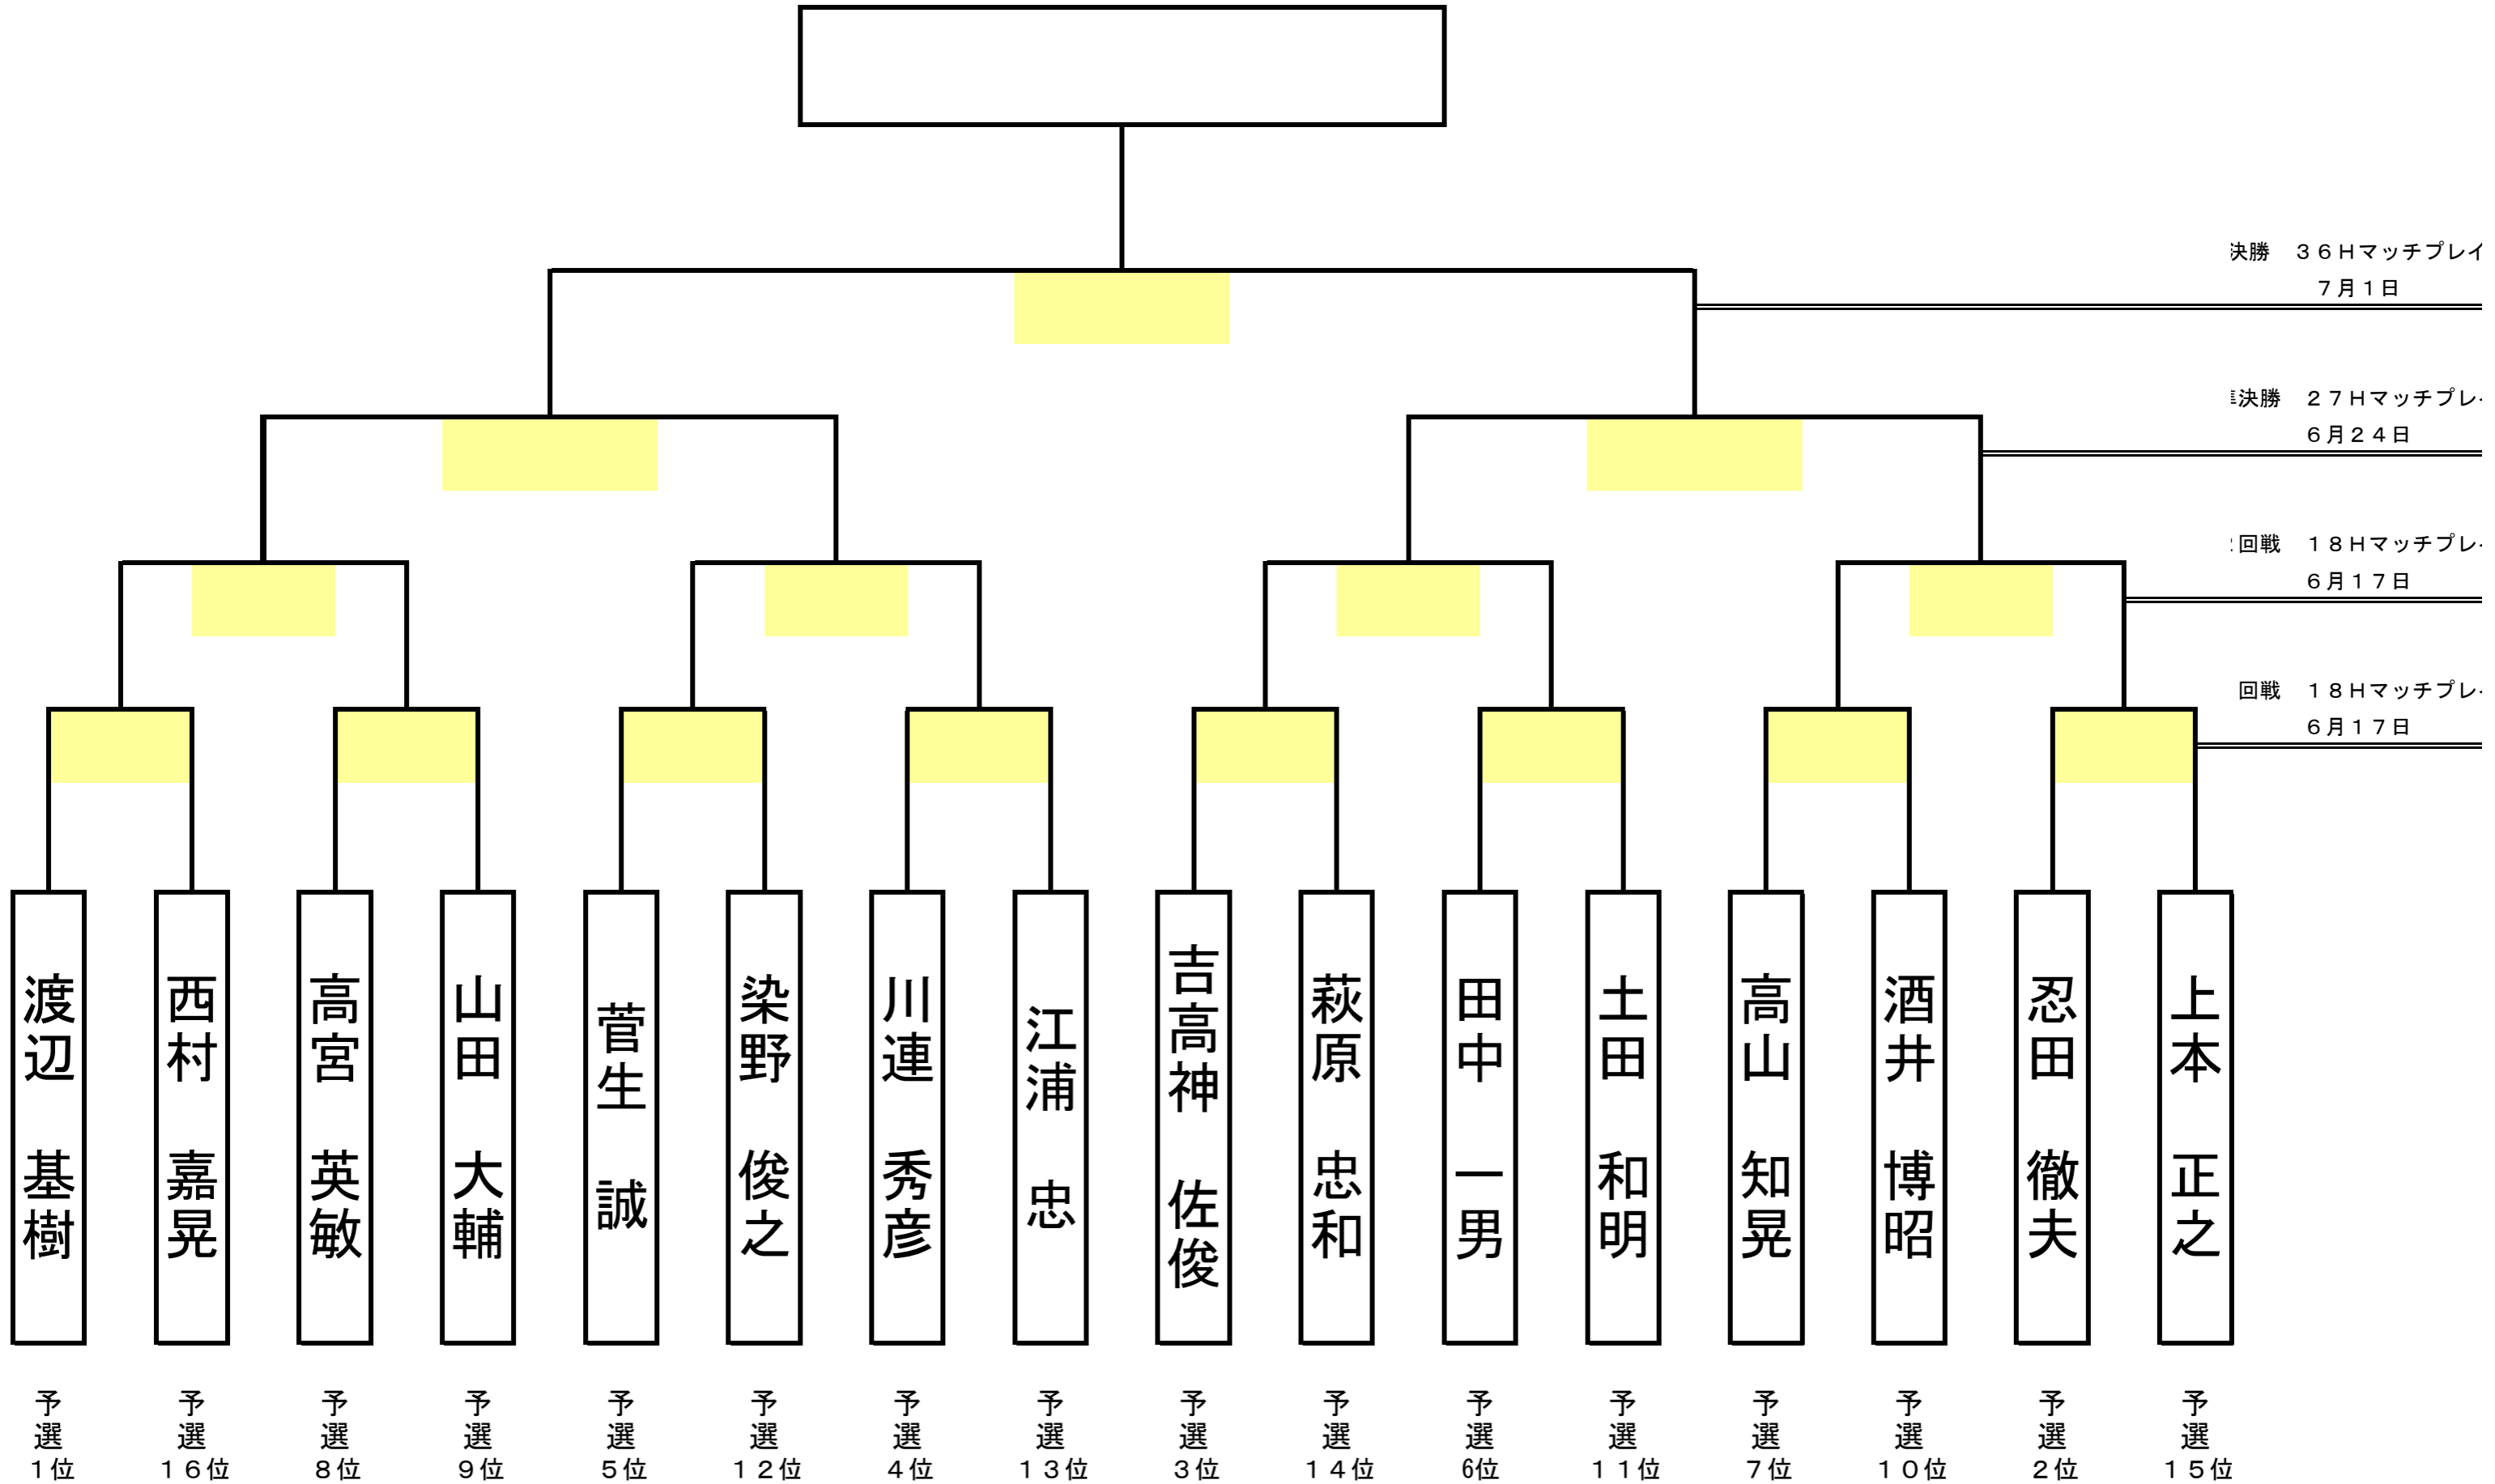 決勝　３６Ｈマッチプレイ
７月１日
決勝　２７Ｈマッチプレ
６月２４日
回戦　１８Ｈマッチプレ
６月１７日
回戦　１８Ｈマッチプレ
６月１７日
渡辺　基樹
西村　嘉晃
高宮　英敏
山田　大輔
菅生　誠
染野　俊之
川連　秀彦
江浦　忠
吉高神　佐俊
萩原　忠和
田中　一男
土田　和明
高山　知晃
酒井　博昭
忍田　徹夫
上本　正之
予選１位
予選１６位
予選８位
予選９位
予選５位
予選１２位
予選４位
予選１３位
予選３位
予選１４位
予選6位
予選１１位
予選７位
予選１０位
予選２位
予選１５位